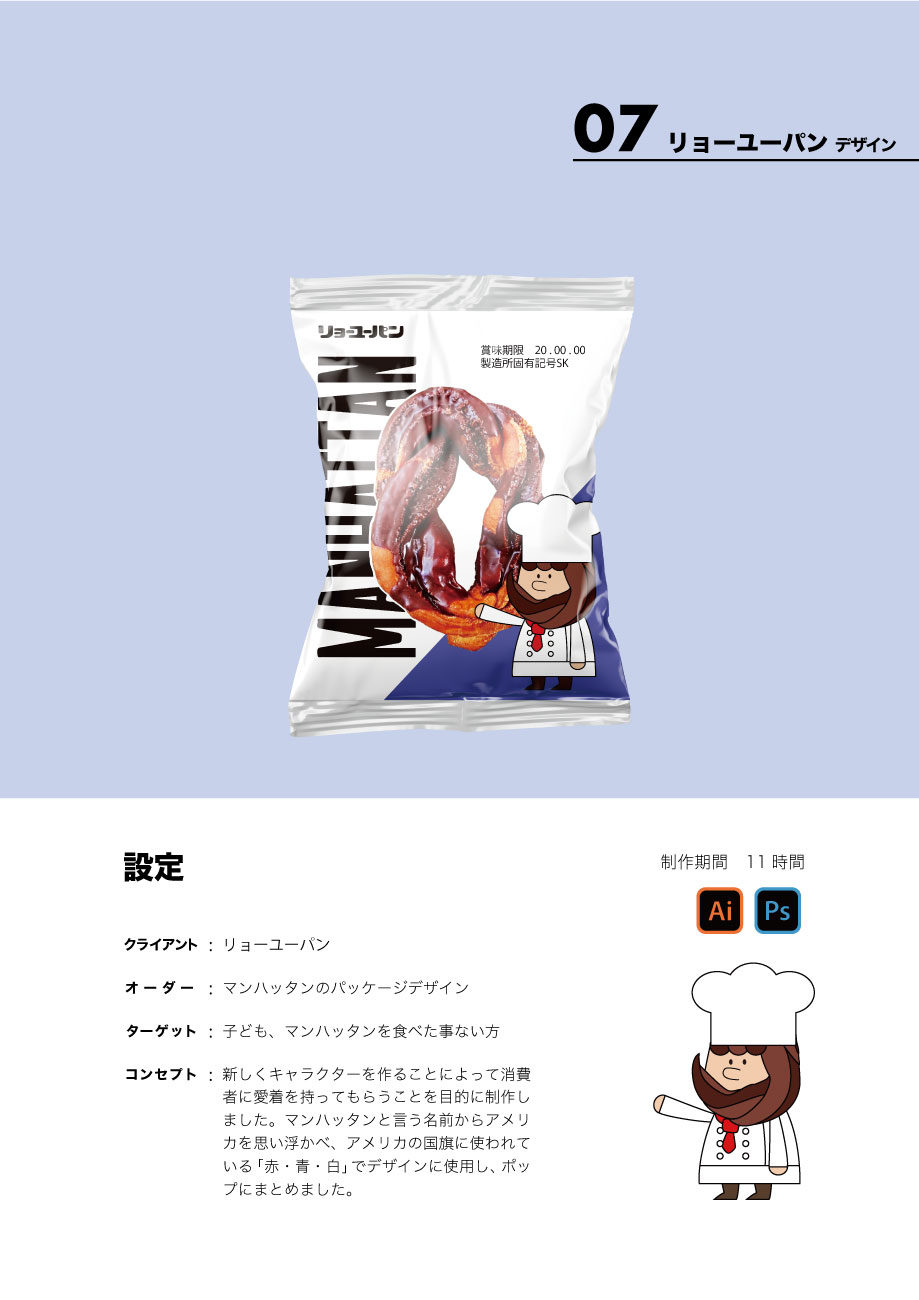 07 リョーユーパン デザイン
リョーユーパン
賞味期限　20.00.00
製造所固有記号SK
MANHATTAN
設定
制作期間　11時間
Ai Ps
クライアント : リョーユーパン
オーダー : マンハッタンのパッケージデザイン
ターゲット : 子ども、マンハッタンを食べた事ない方
コンセプト : 新しくキャラクターを作ることによって消費
者に愛着を持ってもらうことを目的に制作し
ました。マンハッタンと言う名前からアメリ
カを思い浮かべ、アメリカの国旗に使われて
いる「赤・青・白」でデザインに使用し、ポッ
プにまとめました。